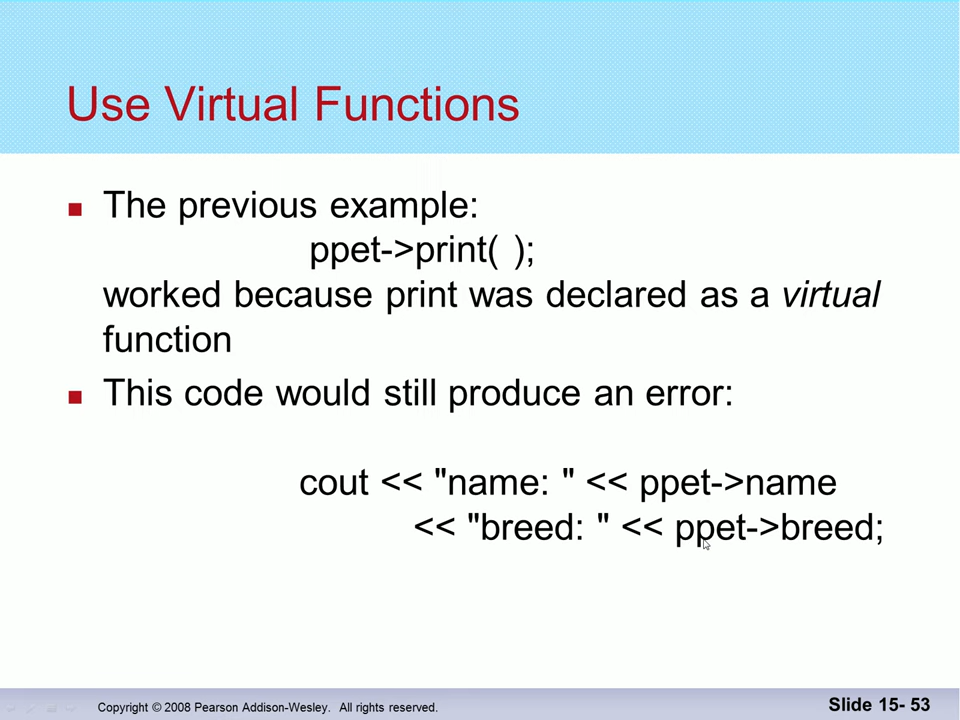 Use Virtual Functions
The previous example:
ppet->print( );
worked because print was declared as a virtual
function
This code would still produce an error:
cout << "name: " << ppet->name
<< "breed: " << ppet->breed;
Copyright © 2008 Pearson Addison-Wesley. All rights reserved.
Slide 15- 53